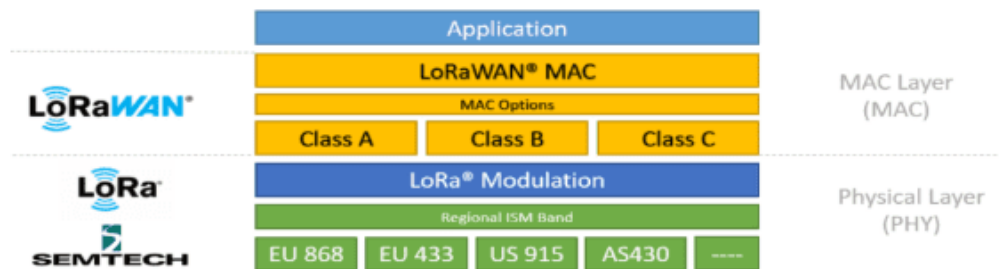 Application
LoRaWAN® MAC
LoRaWAN®
MAC Options
MAC Layer
(MAC)
Class A Class B Class C
LoRa® LoRa® Modulation
Regional ISM Band
Physical Layer
(PHY)
SEMTECH EU 868 EU 433 US 915 AS430 ----